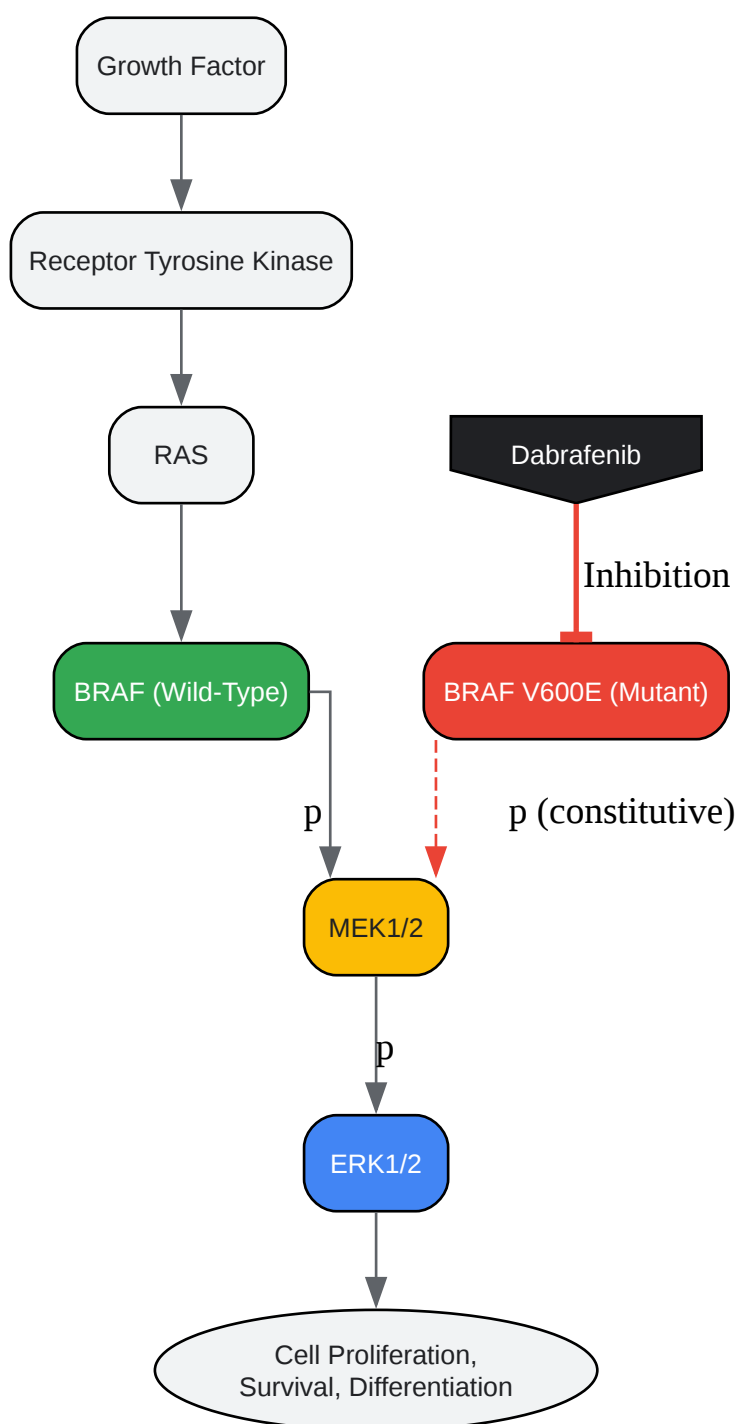 Growth Factor
Receptor Tyrosine Kinase
RAS
Dabrafenib
Inhibition
BRAF (Wild-Type)
BRAF V600E (Mutant)
p
p (constitutive)
MEK1/2
p
ERK1/2
Cell Proliferation,
Survival, Differentiation